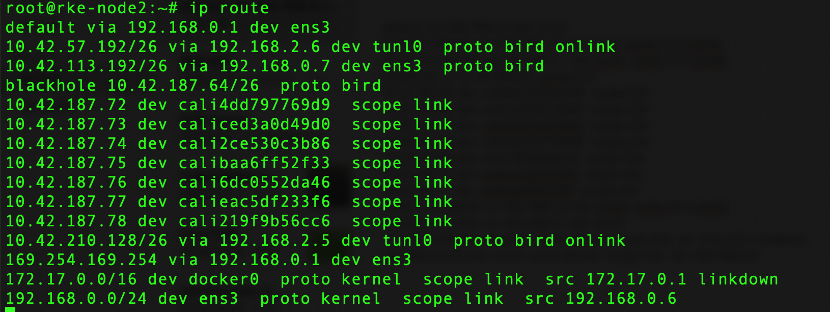 root@rke-node2:~# ip route
default via 192.168.0.1 dev ens3
10.42.57.192/26 via 192.168.2.6 dev tunl0  proto bird onlink
10.42.113.192/26 via 192.168.0.7 dev ens3  proto bird
blackhole 10.42.187.64/26  proto bird
10.42.187.72 dev cali4dd797769d9  scope link
10.42.187.73 dev caliced3a0d49d0  scope link
10.42.187.74 dev cali2ce530c3b86  scope link
10.42.187.75 dev calibaa6ff52f33  scope link
10.42.187.76 dev cali6dc0552da46  scope link
10.42.187.77 dev calieac5df233f6  scope link
10.42.187.78 dev cali219f9b56cc6  scope link
10.42.210.128/26 via 192.168.2.5 dev tunl0  proto bird onlink
169.254.169.254 via 192.168.0.1 dev ens3
172.17.0.0/16 dev docker0  proto kernel  scope link  src 172.17.0.1 linkdown
192.168.0.0/24 dev ens3  proto kernel  scope link  src 192.168.0.6